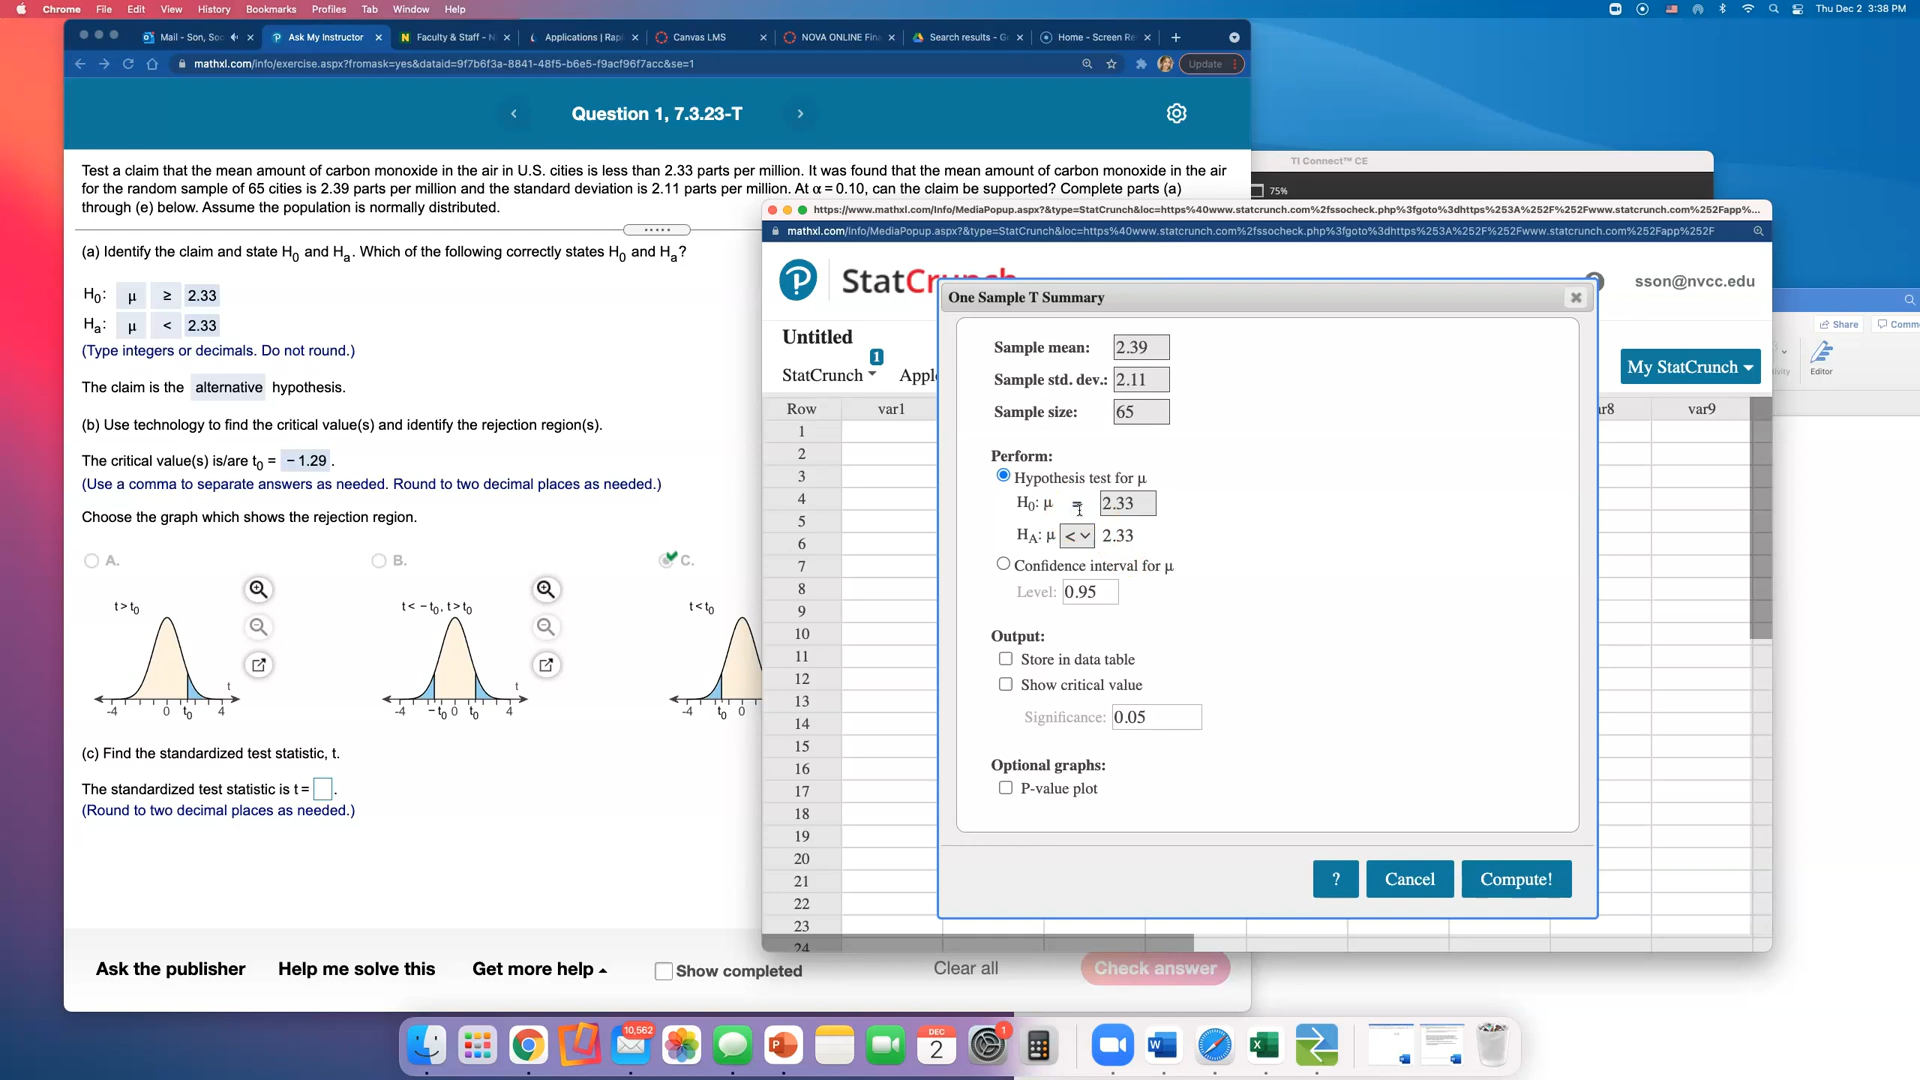 Chrome File Edit View History Bookmarks Profiles Tab Window Help
Thu Dec 2 3:38 PM
Mail - Son, So
Ask My Instructor
Faculty & Staff - N
Applications | Rapi
Canvas LMS
NOVA ONLINE Fin
Search results - G
Home - Screen Re
mathxl.com/info/exercise.aspx?fromask=yes&dataid=9f7b6f3a-8841-48f5-b6e5-f9acf96f7acc&se=1
Update
Question 1, 7.3.23-T
Test a claim that the mean amount of carbon monoxide in the air in U.S. cities is less than 2.33 parts per million. It was found that the mean amount of carbon monoxide in the air
for the random sample of 65 cities is 2.39 parts per million and the standard deviation is 2.11 parts per million. At α = 0.10, can the claim be supported? Complete parts (a)
through (e) below. Assume the population is normally distributed.
(a) Identify the claim and state H0 and Ha. Which of the following correctly states H0 and Ha?
H0: μ ≥ 2.33
Ha: μ < 2.33
(Type integers or decimals. Do not round.)
The claim is the alternative hypothesis.
(b) Use technology to find the critical value(s) and identify the rejection region(s).
The critical value(s) is/are t0 = − 1.29 .
(Use a comma to separate answers as needed. Round to two decimal places as needed.)
Choose the graph which shows the rejection region.
A.
B.
C.
t > t0
t < − t0, t > t0
t < t0
t
t
-4 0 t0 4
-4 - t0 0 t0 4
-4 t0 0
(c) Find the standardized test statistic, t.
The standardized test statistic is t = .
(Round to two decimal places as needed.)
Ask the publisher
Help me solve this
Get more help
Show completed
Clear all
Check answer
TI Connect™ CE
75%
https://www.mathxl.com/Info/MediaPopup.aspx?&type=StatCrunch&loc=https%40www.statcrunch.com%2fssocheck.php%3fgoto%3dhttps%253A%252F%252Fwww.statcrunch.com%252Fapp%...
mathxl.com/Info/MediaPopup.aspx?&type=StatCrunch&loc=https%40www.statcrunch.com%2fssocheck.php%3fgoto%3dhttps%253A%252F%252Fwww.statcrunch.com%252Fapp%252F
P
StatCr
sson@nvcc.edu
Untitled
1
StatCrunch
Appl
My StatCrunch
Share
Comm
Editor
Row var1
r8 var9
1
2
3
4
5
6
7
8
9
10
11
12
13
14
15
16
17
18
19
20
21
22
23
24
One Sample T Summary
Sample mean: 2.39
Sample std. dev.: 2.11
Sample size: 65
Perform:
Hypothesis test for μ
H0: μ = 2.33
HA: μ < 2.33
Confidence interval for μ
Level: 0.95
Output:
Store in data table
Show critical value
Significance: 0.05
Optional graphs:
P-value plot
?
Cancel
Compute!
10,562
DEC
2
1